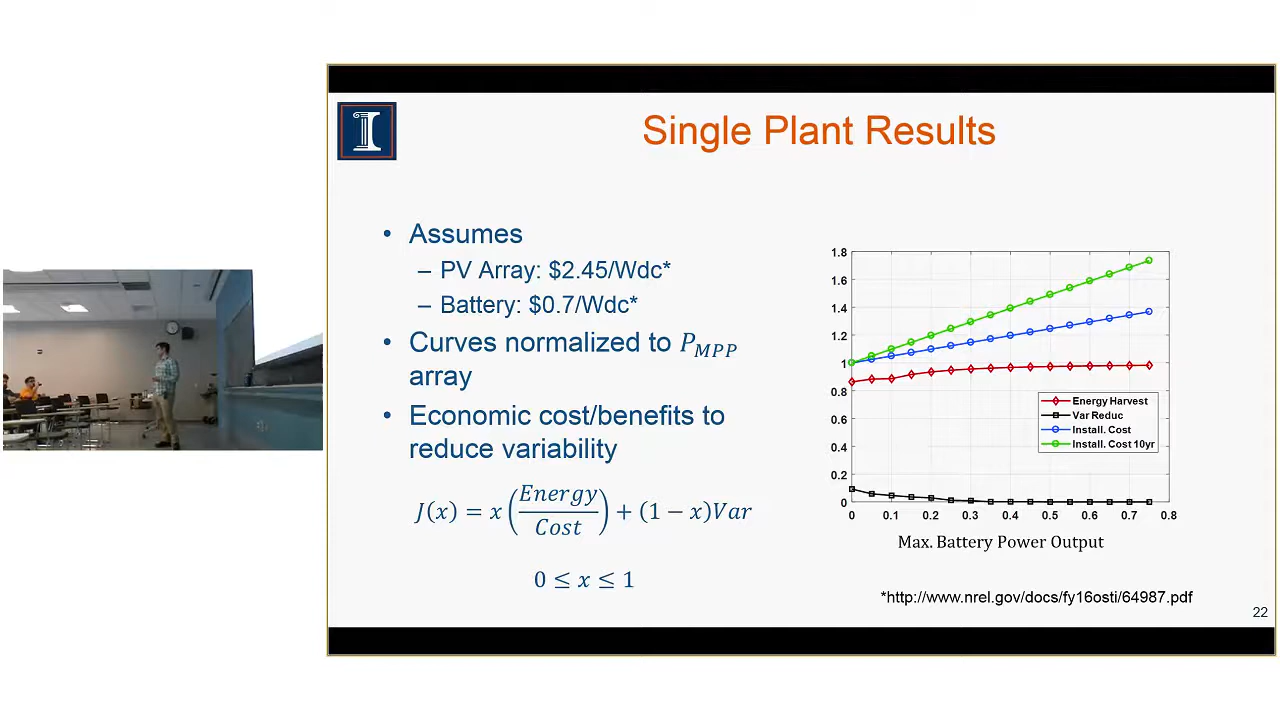 Single Plant Results
• Assumes
– PV Array: $2.45/Wdc*
– Battery: $0.7/Wdc*
• Curves normalized to P_MPP
array
• Economic cost/benefits to
reduce variability
J(x) = x (Energy/Cost) + (1 − x)Var
0 ≤ x ≤ 1
1.8
1.6
1.4
1.2
1
0.8
0.6
0.4
0.2
0
0 0.1 0.2 0.3 0.4 0.5 0.6 0.7 0.8
Energy Harvest
Var Reduc
Install. Cost
Install. Cost 10yr
Max. Battery Power Output
*http://www.nrel.gov/docs/fy16osti/64987.pdf
22